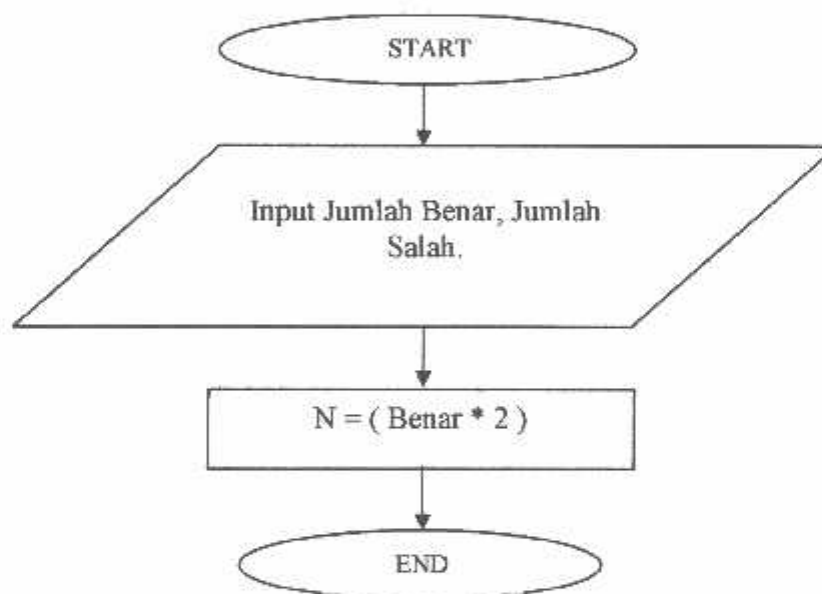 START
Input Jumlah Benar, Jumlah
Salah.
N = ( Benar * 2 )
END